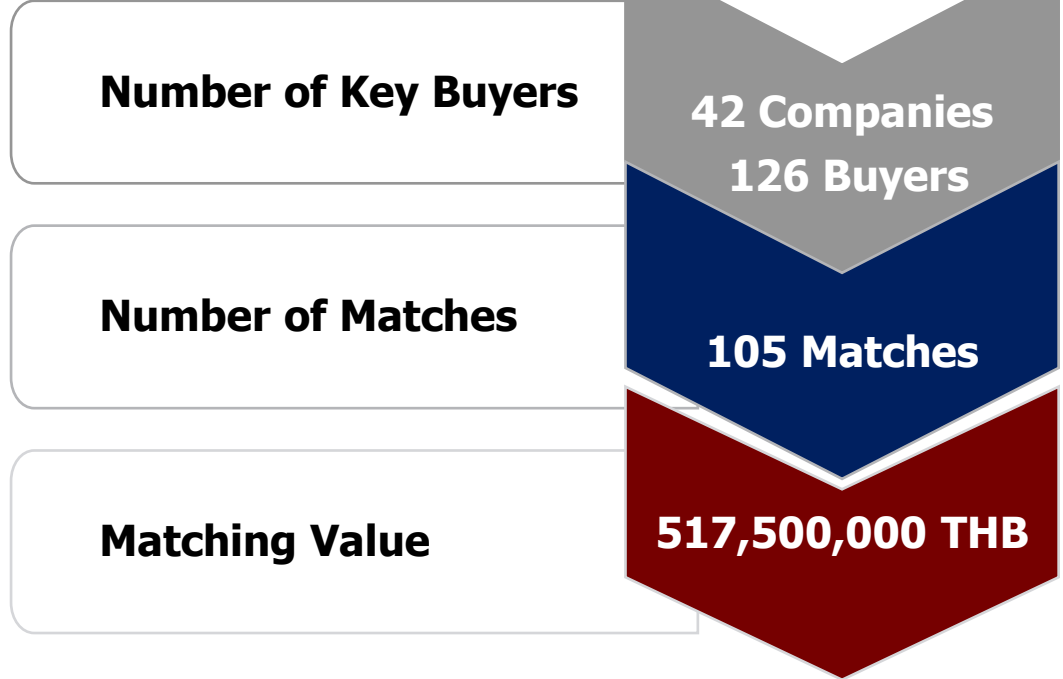 Number of Key Buyers
42 Companies
126 Buyers
Number of Matches
105 Matches
Matching Value
517,500,000 THB